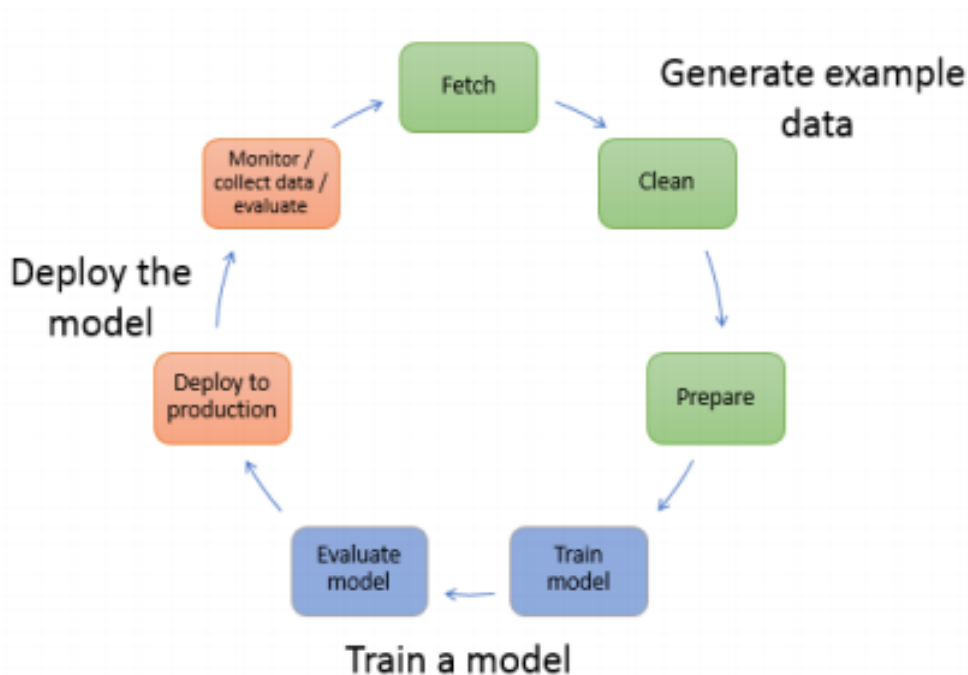 Fetch
Generate example
data
Clean
Prepare
Train
model
Train a model
Evaluate
model
Deploy to
production
Deploy the
model
Monitor /
collect data /
evaluate